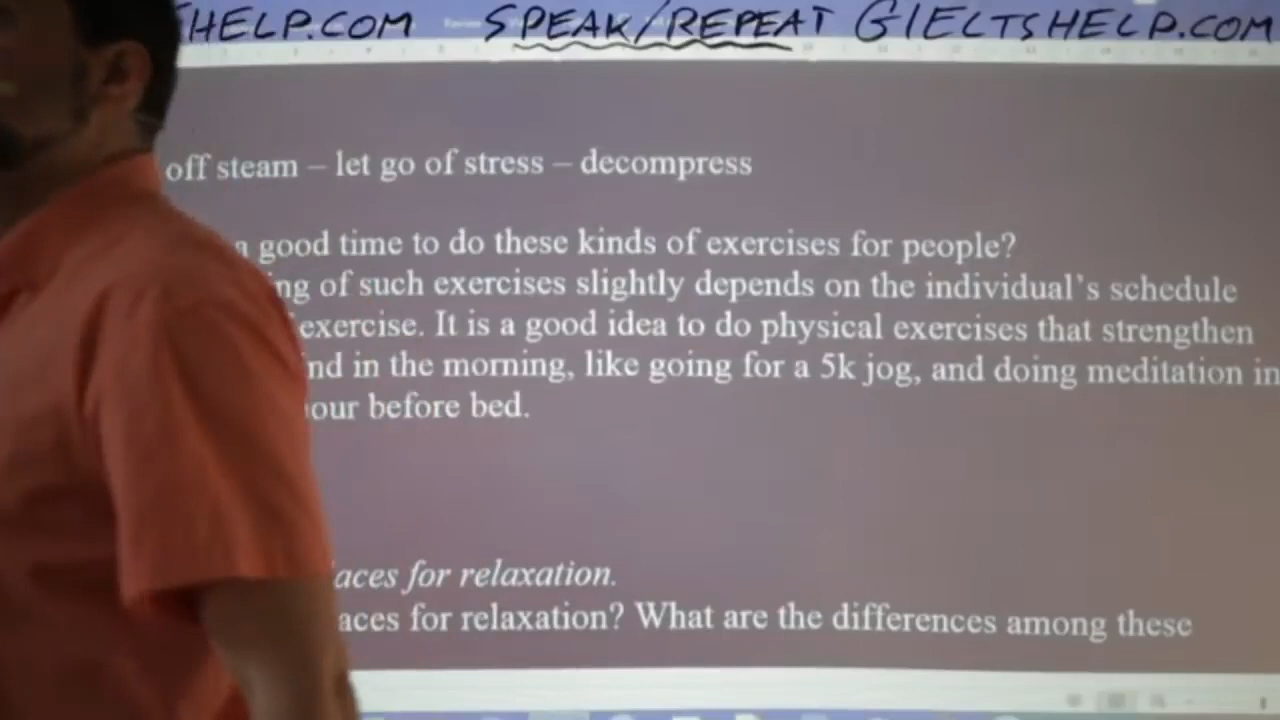 HELP.COM SPEAK/REPEAT GIELTSHELP.COM
off steam – let go of stress – decompress
a good time to do these kinds of exercises for people?
ng of such exercises slightly depends on the individual's schedule
exercise. It is a good idea to do physical exercises that strengthen
nd in the morning, like going for a 5k jog, and doing meditation in
our before bed.
aces for relaxation.
aces for relaxation? What are the differences among these